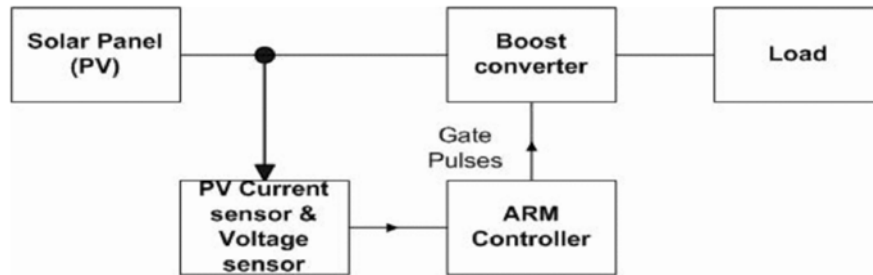 Solar Panel
(PV)
Boost
converter
Load
Gate
Pulses
PV Current
sensor &
Voltage
sensor
ARM
Controller